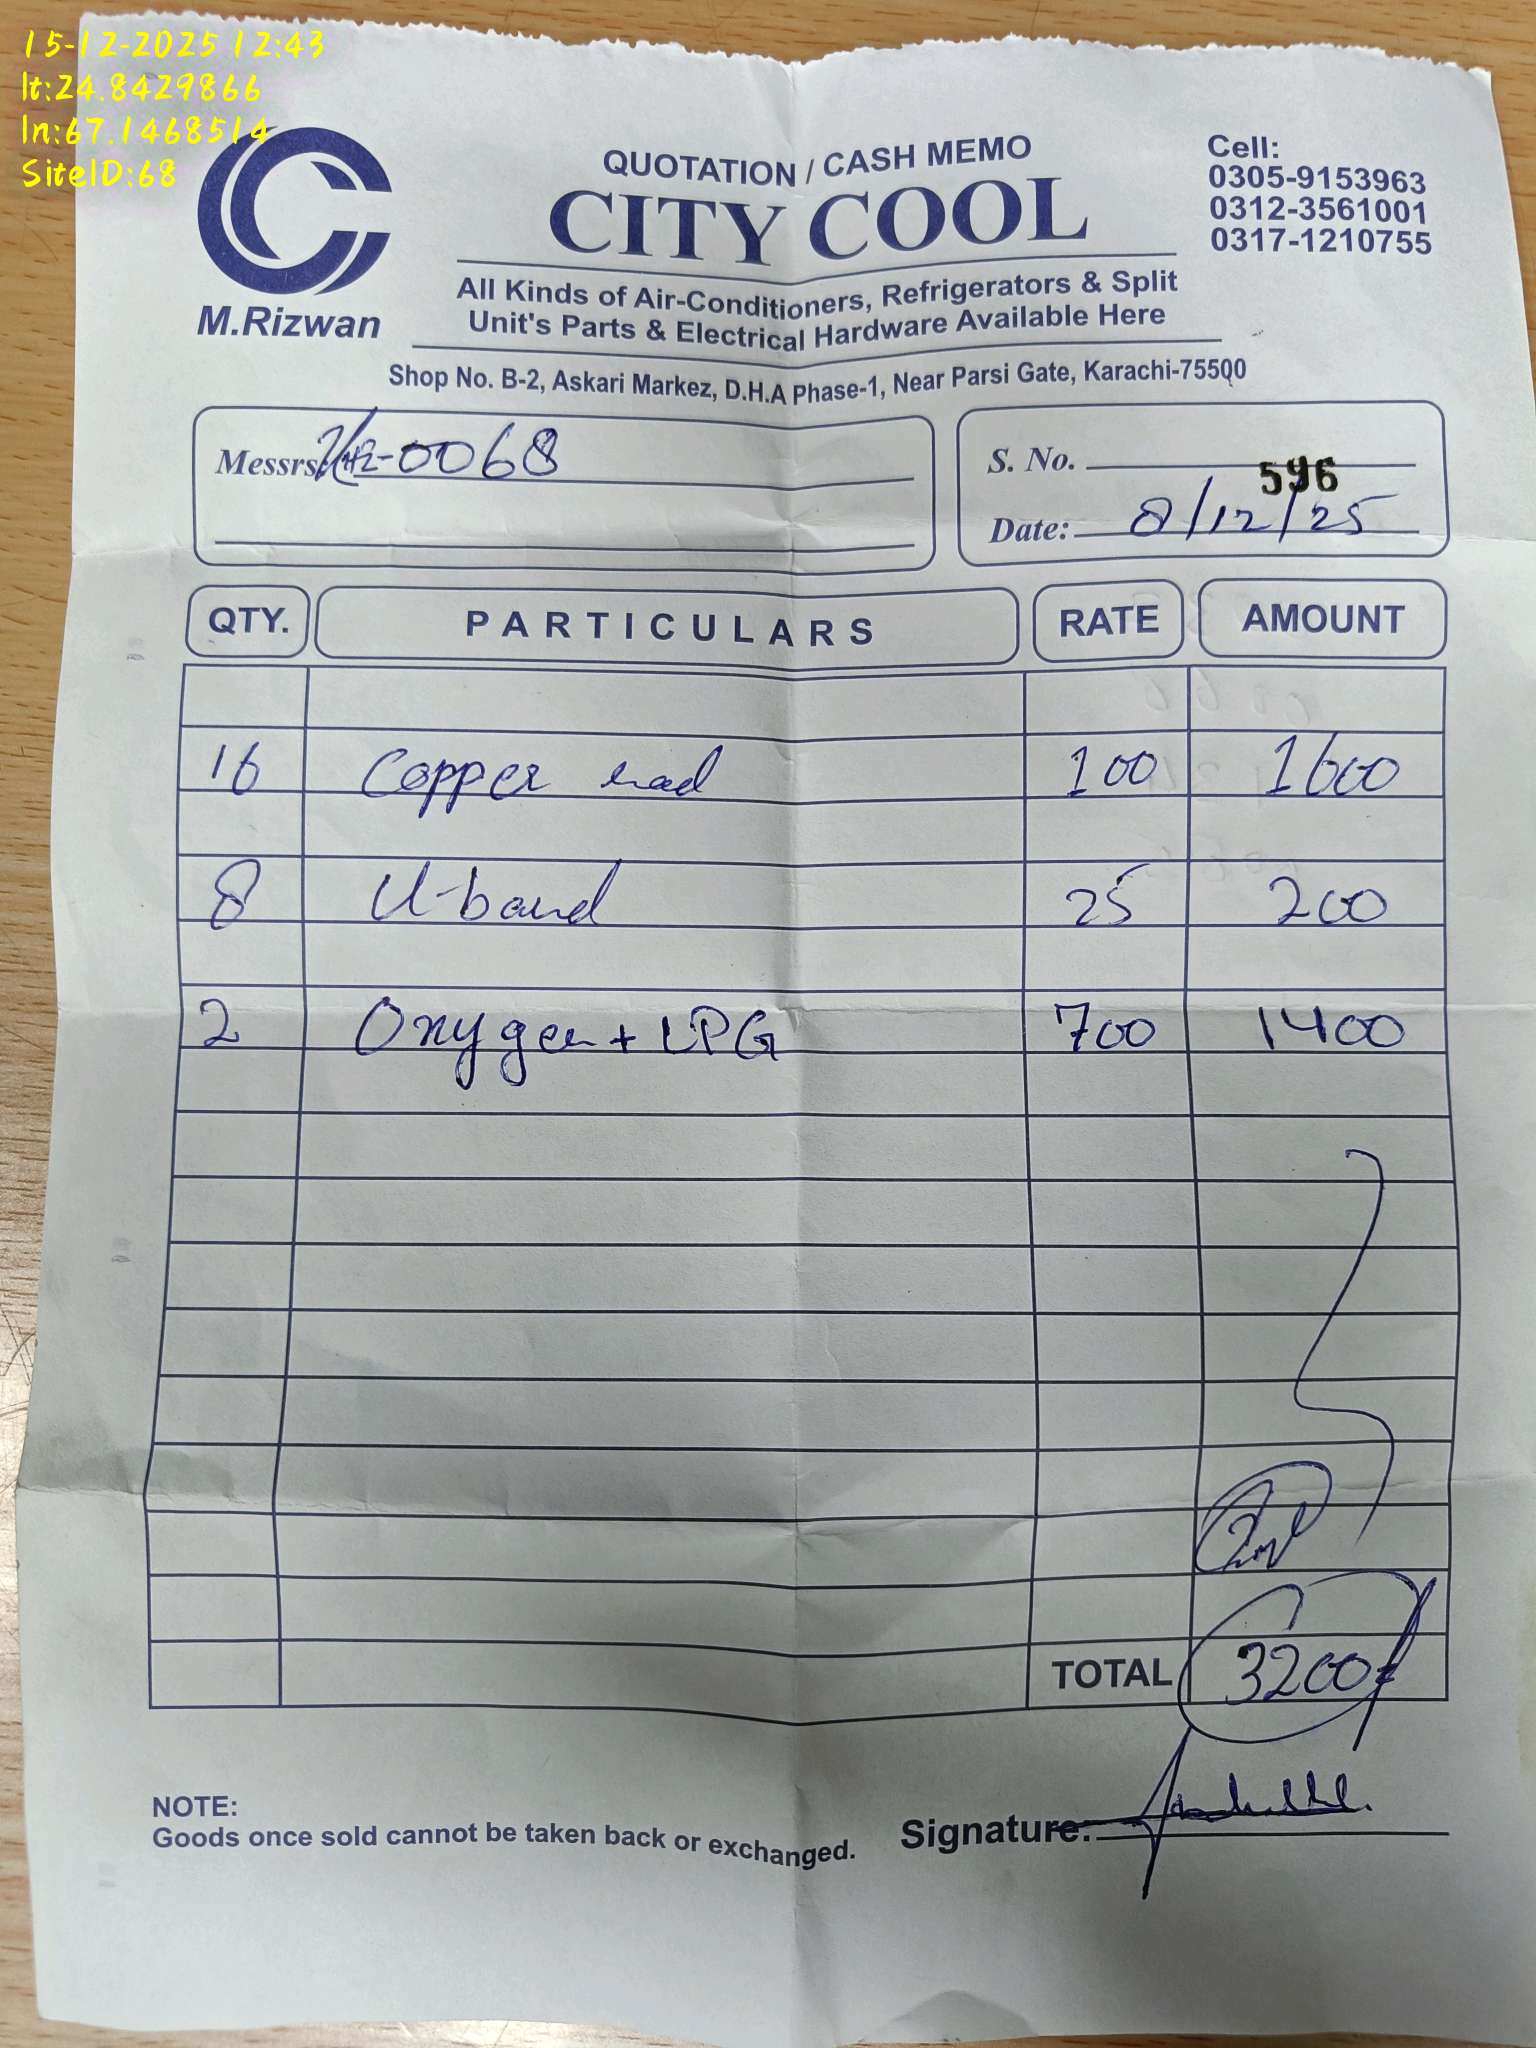 15-12-2025 12:43
lt:24.8429866
ln:67.1468514
SiteID:68
QUOTATION / CASH MEMO
CITY COOL
M.Rizwan
Cell:
0305-9153963
0312-3561001
0317-1210755
All Kinds of Air-Conditioners, Refrigerators & Split
Unit's Parts & Electrical Hardware Available Here
Shop No. B-2, Askari Markez, D.H.A Phase-1, Near Parsi Gate, Karachi-75500
Messrs. -0068
S. No. 596
Date: 8/12/25
QTY. PARTICULARS RATE AMOUNT
16 Copper 100 1600
8 U-band 25 200
2 Oxygen + LPG 700 1400
TOTAL 3200
NOTE:
Goods once sold cannot be taken back or exchanged.
Signature: